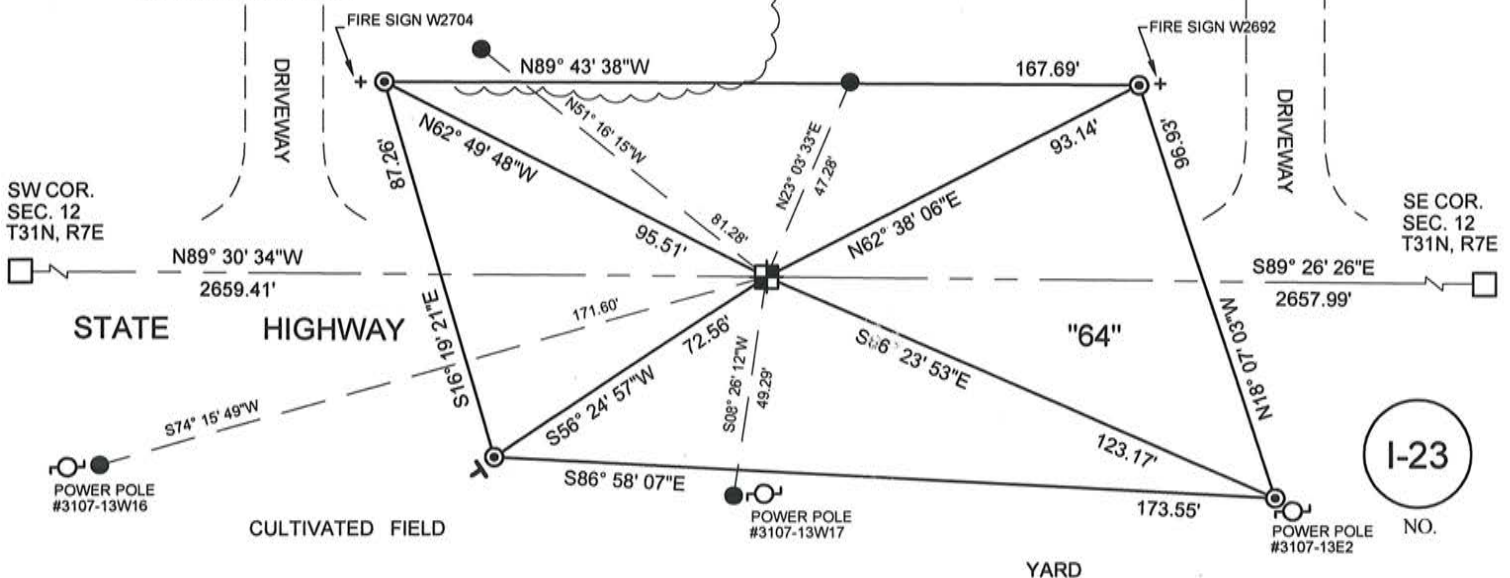 FIRE SIGN W2704
FIRE SIGN W2692
DRIVEWAY
DRIVEWAY
N89° 43' 38"W
167.69'
N51° 16' 15"W
81.28'
N62° 49' 48"W
95.51'
87.26'
S16° 19' 21"E
N23° 03' 33"E
47.28'
93.14'
N62° 38' 06"E
96.93'
N18° 07' 03"W
SW COR.
SEC. 12
T31N, R7E
SE COR.
SEC. 12
T31N, R7E
N89° 30' 34"W
2659.41'
S89° 26' 26"E
2657.99'
STATE HIGHWAY "64"
171.60'
S74° 15' 49"W
72.56'
S56° 24' 57"W
S08° 26' 12"W
49.29'
S66 23' 53"E
123.17'
S86° 58' 07"E
173.55'
POWER POLE
#3107-13W16
POWER POLE
#3107-13W17
POWER POLE
#3107-13E2
CULTIVATED FIELD
YARD
I-23
NO.